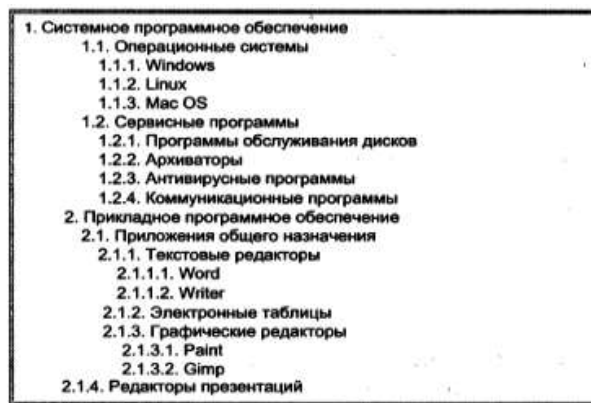 1. Системное программное обеспечение
1.1. Операционные системы
1.1.1. Windows
1.1.2. Linux
1.1.3. Mac OS
1.2. Сервисные программы
1.2.1. Программы обслуживания дисков
1.2.2. Архиваторы
1.2.3. Антивирусные программы
1.2.4. Коммуникационные программы
2. Прикладное программное обеспечение
2.1. Приложения общего назначения
2.1.1. Текстовые редакторы
2.1.1.1. Word
2.1.1.2. Writer
2.1.2. Электронные таблицы
2.1.3. Графические редакторы
2.1.3.1. Paint
2.1.3.2. Gimp
2.1.4. Редакторы презентаций